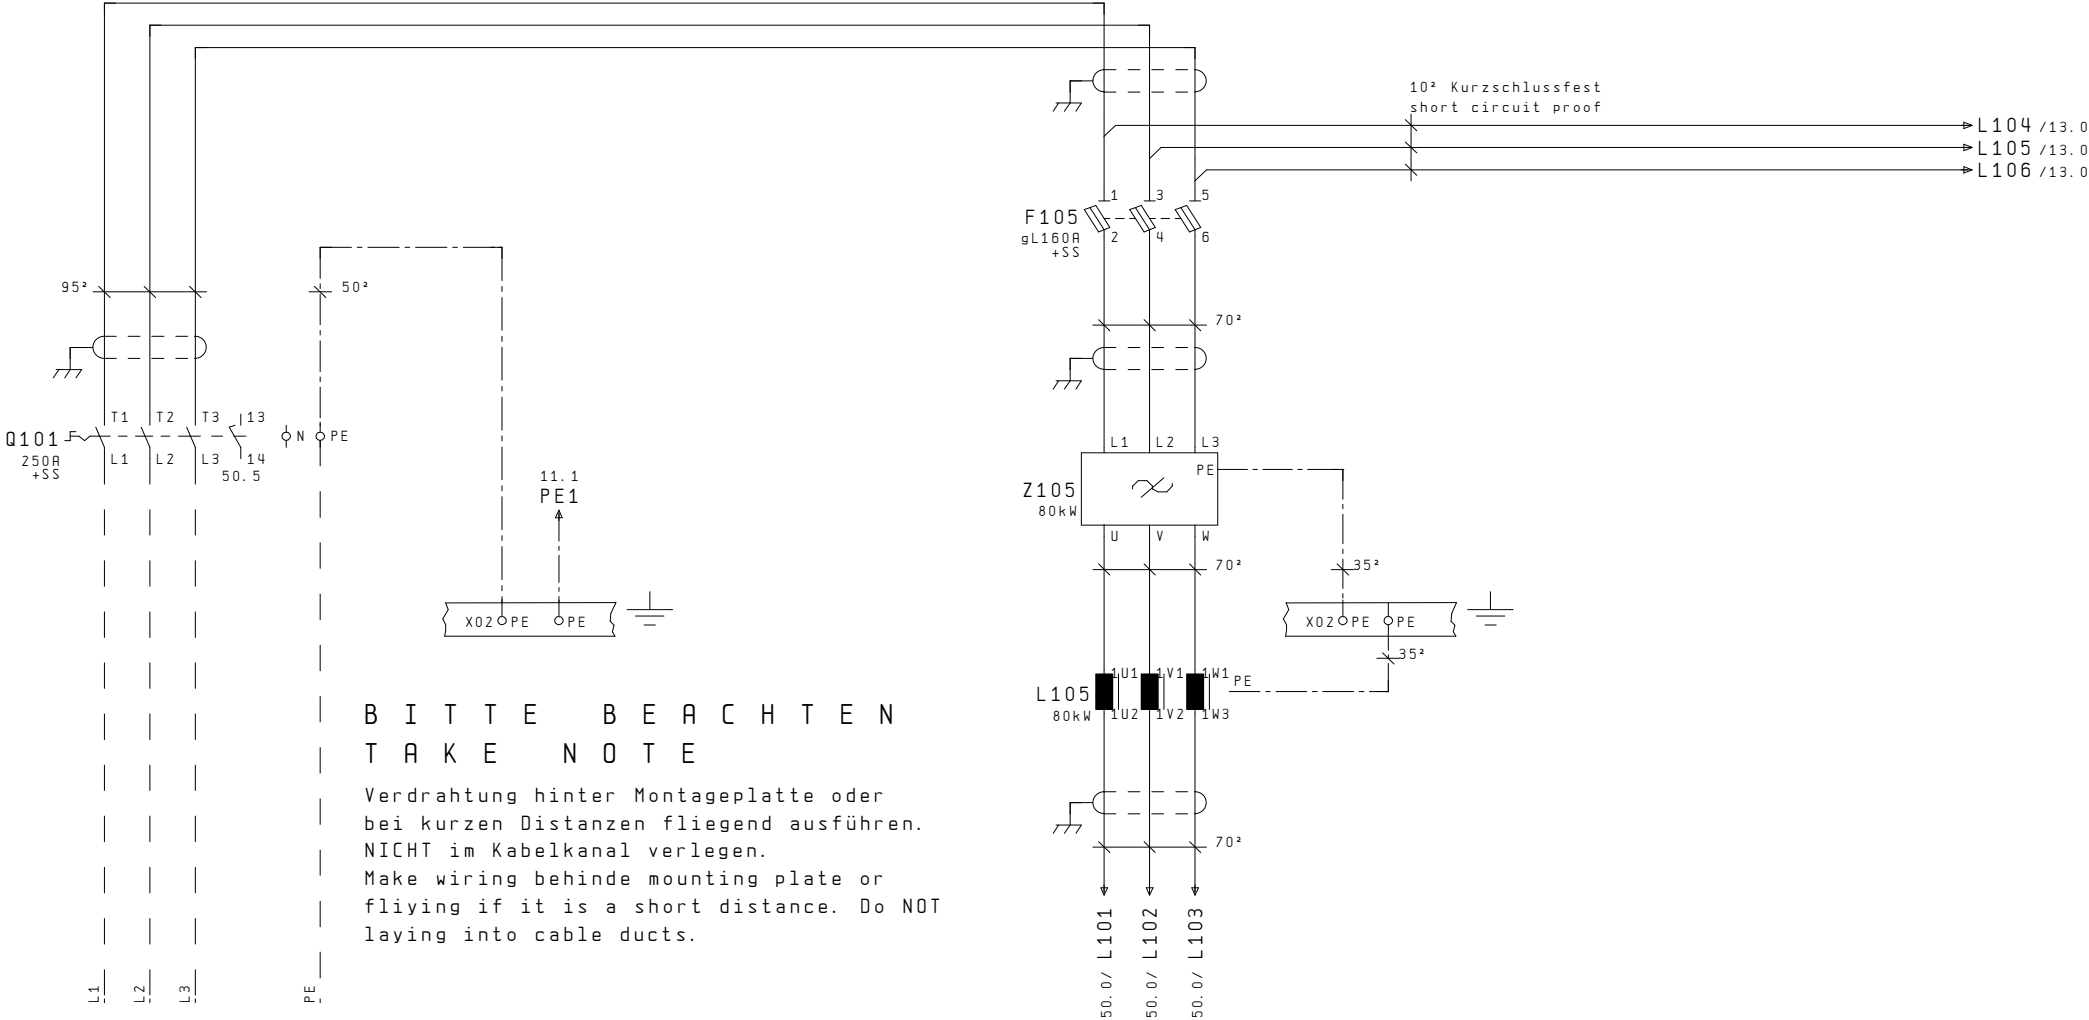 10² Kurzschlussfest
short circuit proof
L104 /13.0
L105 /13.0
L106 /13.0
1 3 5
F105
gL160A
+SS
2 4 6
95²
50²
70²
T1 T2 T3 13
Q101
250A
+SS
L1 L2 L3 14
50.5
N PE
11.1
PE1
L1 L2 L3
PE
Z105
80kW
U V W
70²
35²
X02 PE PE
X02 PE PE
35²
1U1 1V1 1W1 PE
L105
80kW
1U2 1V2 1W3
BITTE BEACHTEN
TAKE NOTE
Verdrahtung hinter Montageplatte oder
bei kurzen Distanzen fliegend ausführen.
NICHT im Kabelkanal verlegen.
Make wiring behinde mounting plate or
fliying if it is a short distance. Do NOT
laying into cable ducts.
70²
L1 L2 L3 PE
50.0/ L101
50.0/ L102
50.0/ L103